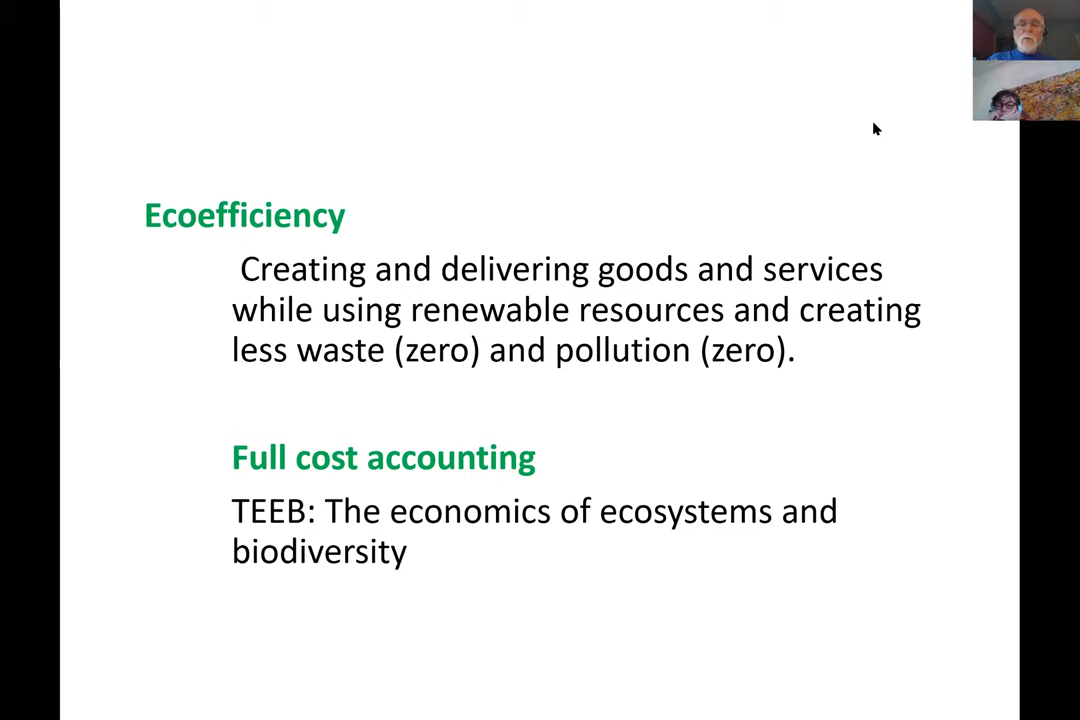 Ecoefficiency
Creating and delivering goods and services
while using renewable resources and creating
less waste (zero) and pollution (zero).
Full cost accounting
TEEB: The economics of ecosystems and
biodiversity